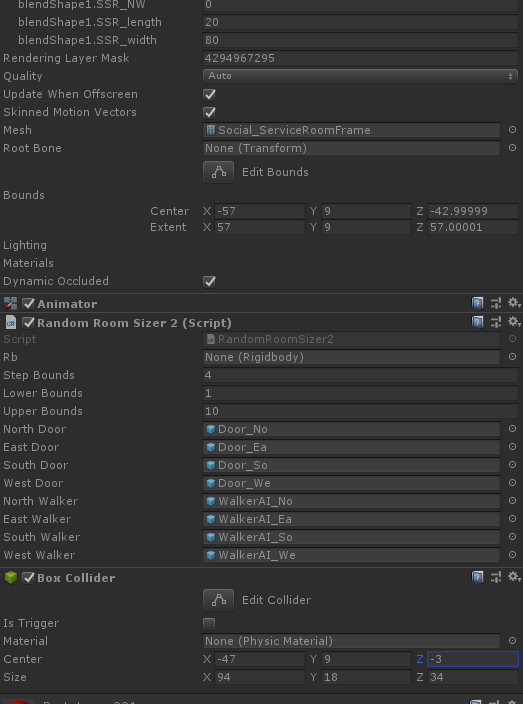 blendShape1.SSR_NW 0
blendShape1.SSR_length 20
blendShape1.SSR_width 80
Rendering Layer Mask 4294967295
Quality Auto
Update When Offscreen
Skinned Motion Vectors
Mesh Social_ServiceRoomFrame
Root Bone None (Transform)
Edit Bounds
Bounds
Center X -57 Y 9 Z -42.99999
Extent X 57 Y 9 Z 57.00001
Lighting
Materials
Dynamic Occluded
Animator
Random Room Sizer 2 (Script)
Script RandomRoomSizer2
Rb None (Rigidbody)
Step Bounds 4
Lower Bounds 1
Upper Bounds 10
North Door Door_No
East Door Door_Ea
South Door Door_So
West Door Door_We
North Walker WalkerAI_No
East Walker WalkerAI_Ea
South Walker WalkerAI_So
West Walker WalkerAI_We
Box Collider
Edit Collider
Is Trigger
Material None (Physic Material)
Center X -47 Y 9 Z -3
Size X 94 Y 18 Z 34